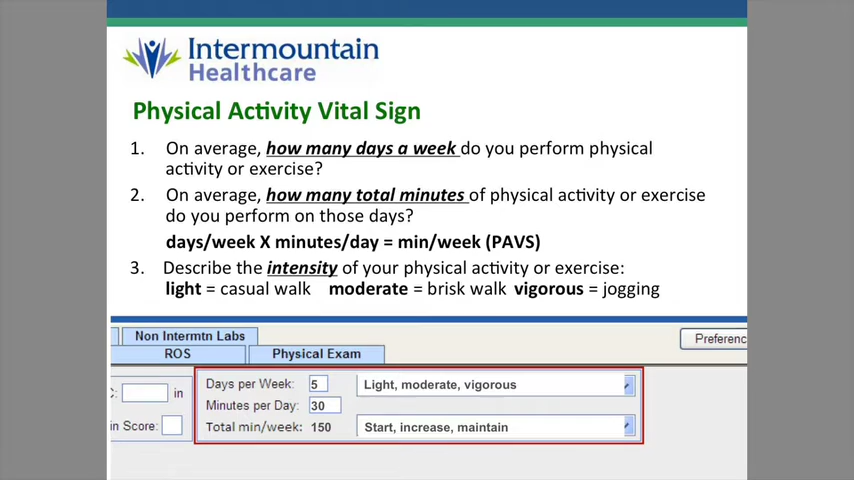 Intermountain
Healthcare
Physical Activity Vital Sign
1. On average, how many days a week do you perform physical
activity or exercise?
2. On average, how many total minutes of physical activity or exercise
do you perform on those days?
days/week X minutes/day = min/week (PAVS)
3. Describe the intensity of your physical activity or exercise:
light = casual walk moderate = brisk walk vigorous = jogging
Non Intermtn Labs
Preferenc
ROS Physical Exam
C: in
Days per Week: 5 Light, moderate, vigorous
Minutes per Day: 30
in Score:
Total min/week: 150 Start, increase, maintain